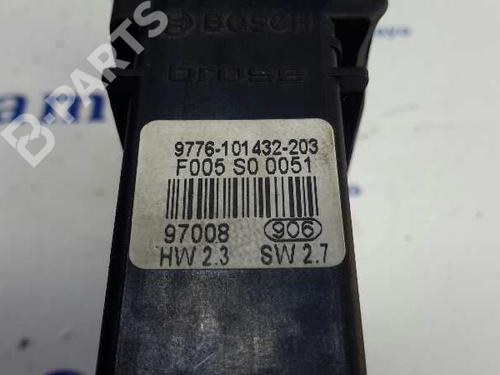 BOSCH
brose
B-PARTS
9776-101432-203
F005 S0 0051
97008 906
HW 2.3 SW 2.7